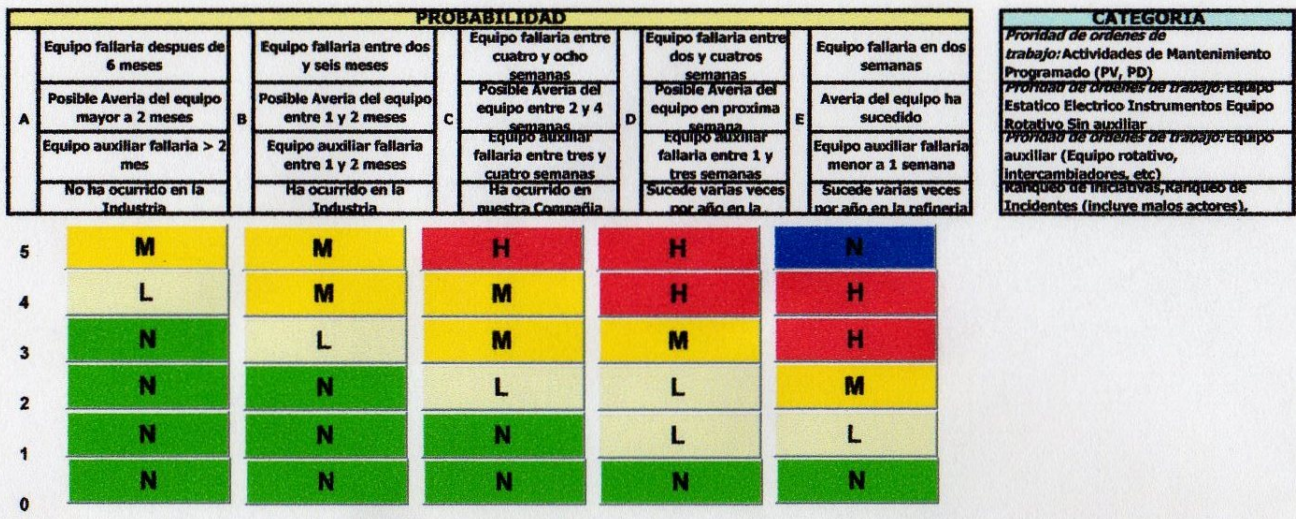 PROBABILIDAD
CATEGORIA
A
Equipo fallaria despues de
6 meses
Posible Averia del equipo
mayor a 2 meses
Equipo auxiliar fallaria > 2
mes
No ha ocurrido en la
Industria
B
Equipo fallaria entre dos
y seis meses
Posible Averia del equipo
entre 1 y 2 meses
Equipo auxiliar fallaria
entre 1 y 2 meses
Ha ocurrido en la
Industria
C
Equipo fallaria entre
cuatro y ocho
semanas
Posible Averia del
equipo entre 2 y 4
semanas
Equipo auxiliar
fallaria entre tres y
cuatro semanas
Ha ocurrido en
nuestra Compañia
D
Equipo fallaria entre
dos y cuatros
semanas
Posible Averia del
equipo en proxima
semana
Equipo auxiliar
fallaria entre 1 y
tres semanas
Sucede varias veces
por año en la
E
Equipo fallaria en dos
semanas
Averia del equipo ha
sucedido
Equipo auxiliar fallaria
menor a 1 semana
Sucede varias veces
por año en la refineria
Proridad de ordenes de
trabajo: Actividades de Mantenimiento
Programado (PV, PD)
Proridad de ordenes de trabajo: Equipo
Estatico Electrico Instrumentos Equipo
Rotativo Sin auxiliar
Proridad de ordenes de trabajo: Equipo
auxiliar (Equipo rotativo,
intercambiadores, etc)
Ranqueo de iniciativas, Ranqueo de
Incidentes (incluye malos actores),
5 M M H H N
4 L M M H H
3 N L M M H
2 N N L L M
1 N N N L L
0 N N N N N